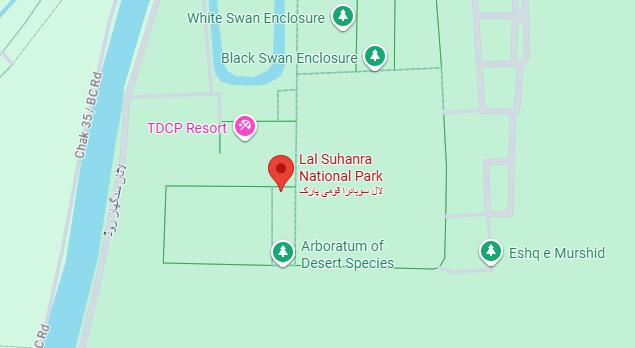 White Swan Enclosure
Black Swan Enclosure
Chak 35 / BC Rd
TDCP Resort
Lal Suhanra
National Park
لال سوہانرا قومی پارک
Arboratum of
Desert Species
Eshq e Murshid
C Rd